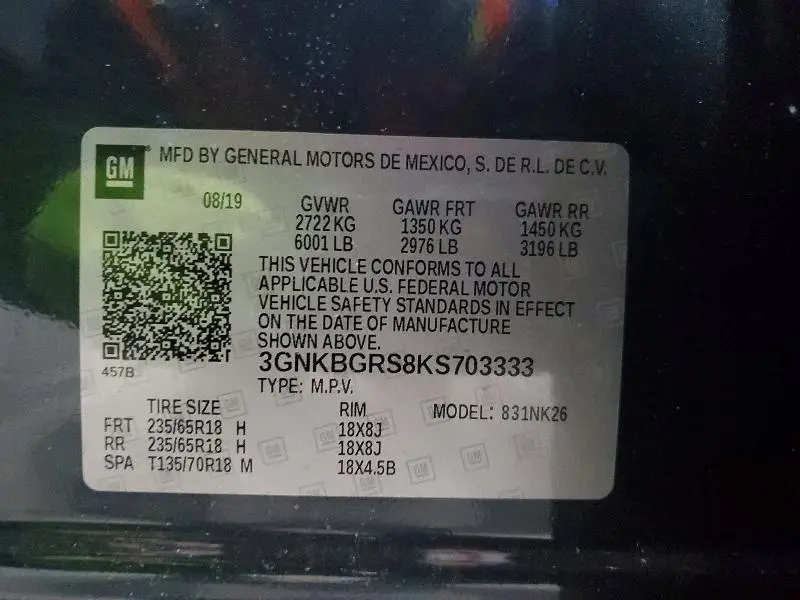 GM MFD BY GENERAL MOTORS DE MEXICO, S. DE R.L. DE C.V.
08/19 GVWR GAWR FRT GAWR RR
2722 KG 1350 KG 1450 KG
6001 LB 2976 LB 3196 LB
THIS VEHICLE CONFORMS TO ALL
APPLICABLE U.S. FEDERAL MOTOR
VEHICLE SAFETY STANDARDS IN EFFECT
ON THE DATE OF MANUFACTURE
SHOWN ABOVE.
3GNKBGRS8KS703333
457B
TYPE: M.P.V.
TIRE SIZE RIM MODEL: 831NK26
FRT 235/65R18 H 18X8J
RR 235/65R18 H 18X8J
SPA T135/70R18 M 18X4.5B